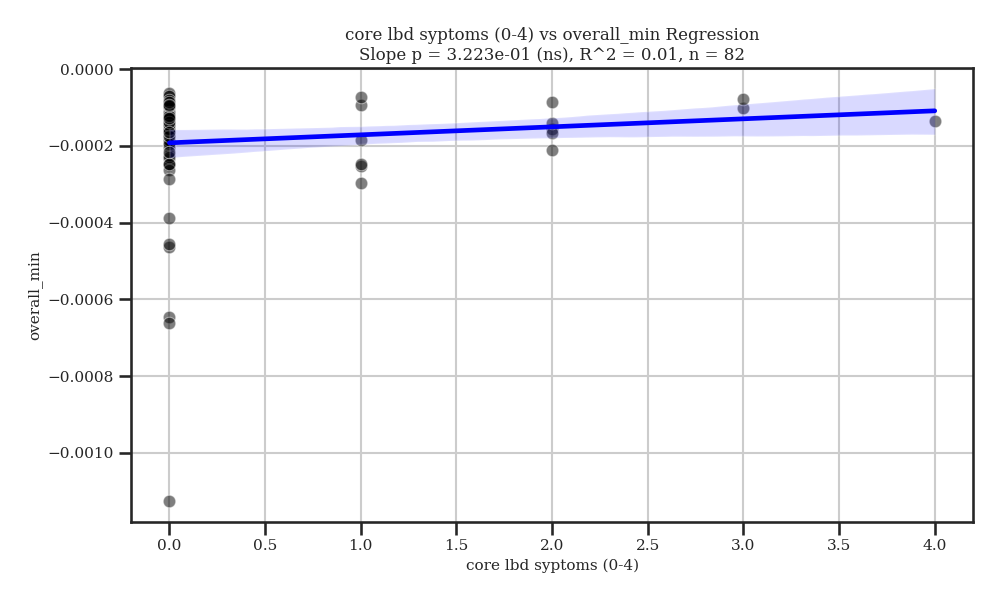 core lbd syptoms (0-4) vs overall_min Regression
Slope p = 3.223e-01 (ns), R^2 = 0.01, n = 82
0.0000
−0.0002
−0.0004
−0.0006
−0.0008
−0.0010
overall_min
0.0 0.5 1.0 1.5 2.0 2.5 3.0 3.5 4.0
core lbd syptoms (0-4)